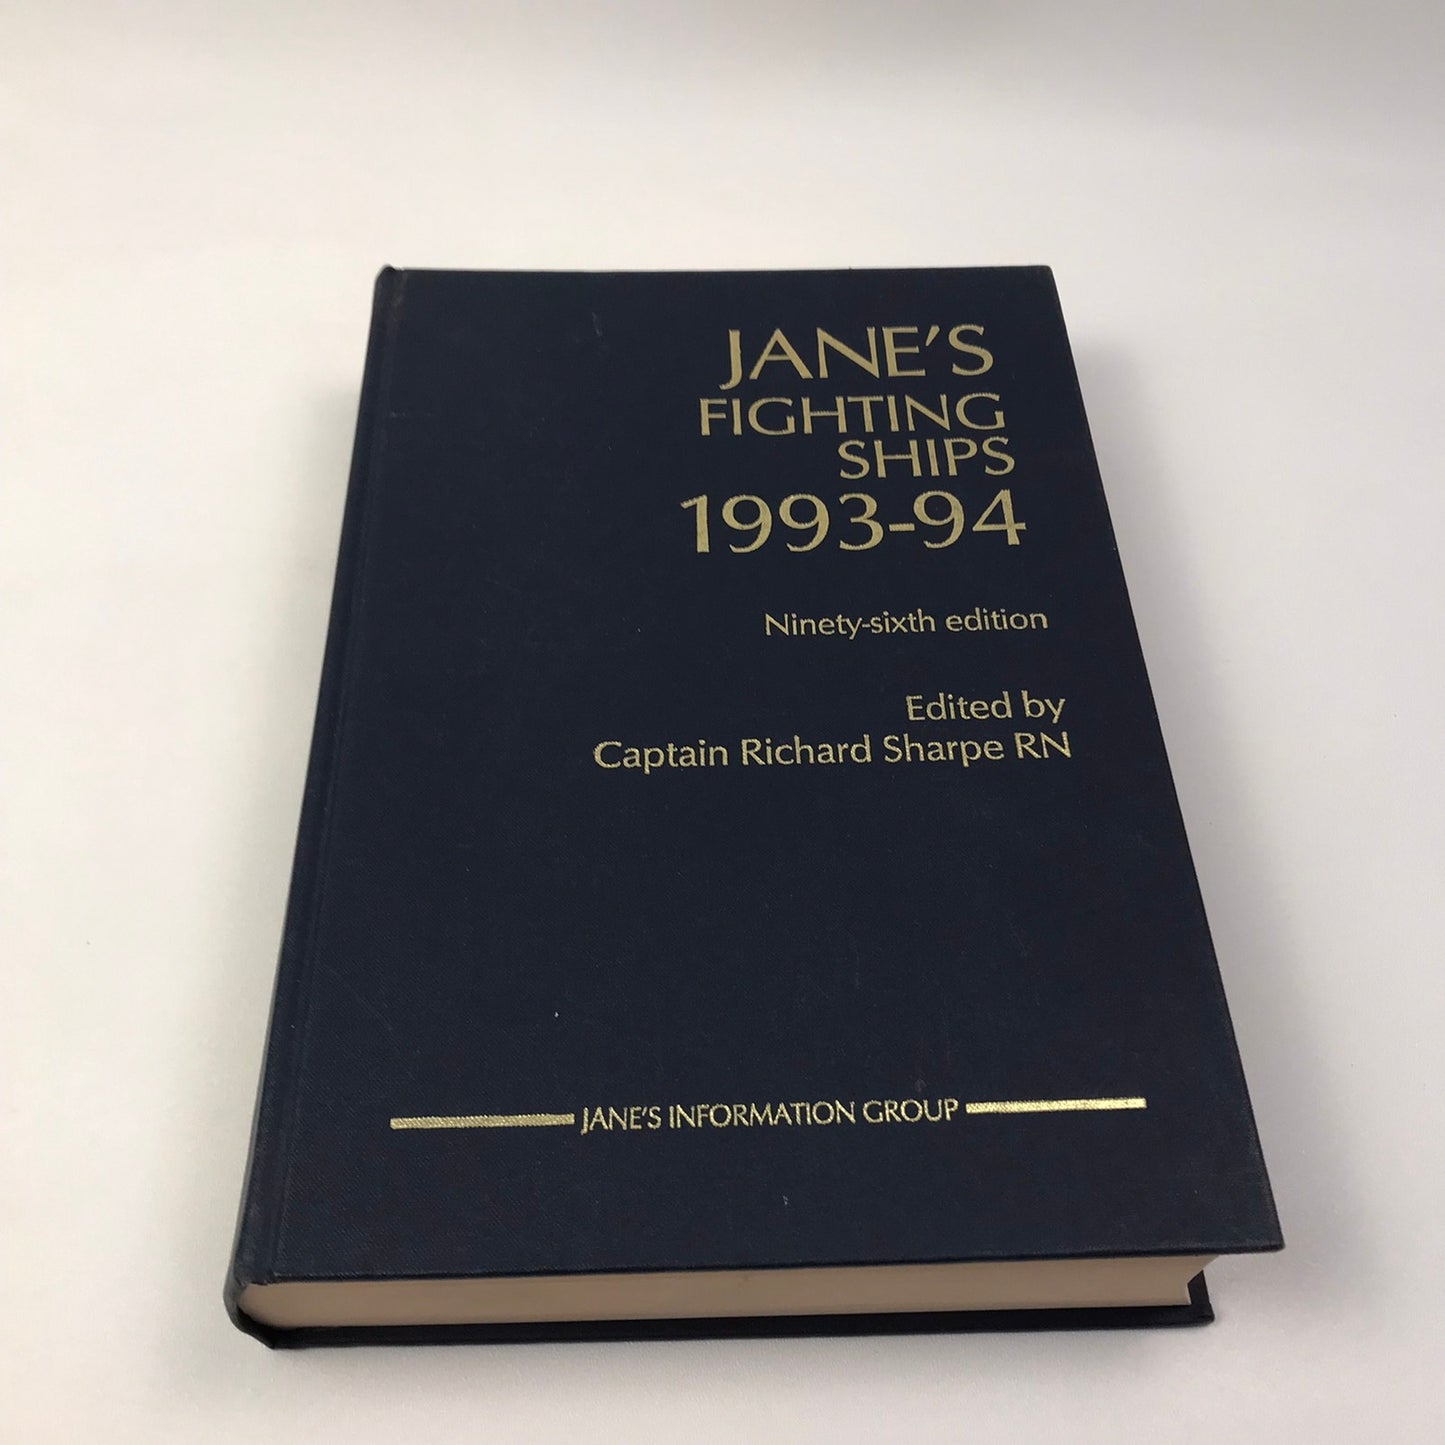 JANE'S
FIGHTING
SHIPS
1993-94
Ninety-sixth edition
Edited by
Captain Richard Sharpe RN
JANE'S INFORMATION GROUP